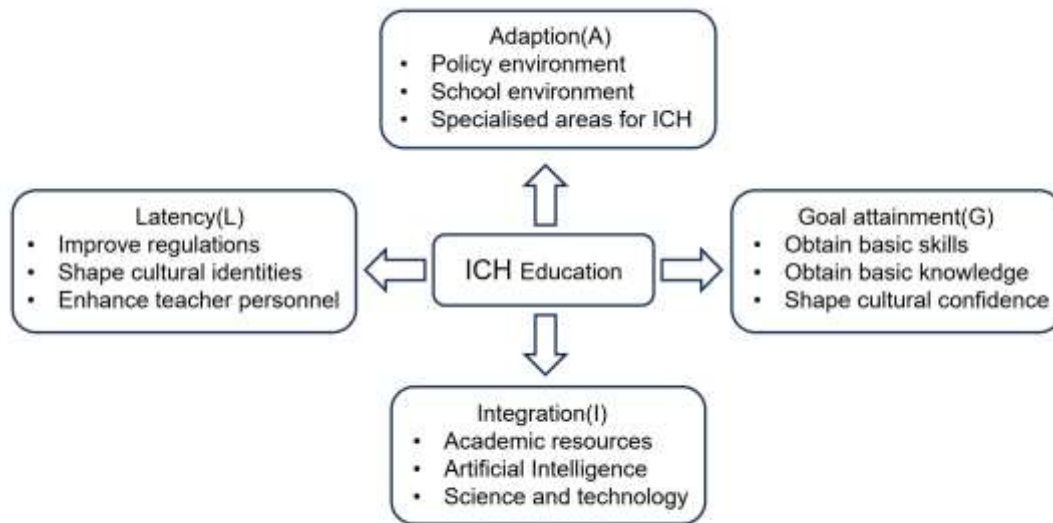 Adaption(A)
• Policy environment
• School environment
• Specialised areas for ICH
Latency(L)
• Improve regulations
• Shape cultural identities
• Enhance teacher personnel
ICH Education
Goal attainment(G)
• Obtain basic skills
• Obtain basic knowledge
• Shape cultural confidence
Integration(I)
• Academic resources
• Artificial Intelligence
• Science and technology